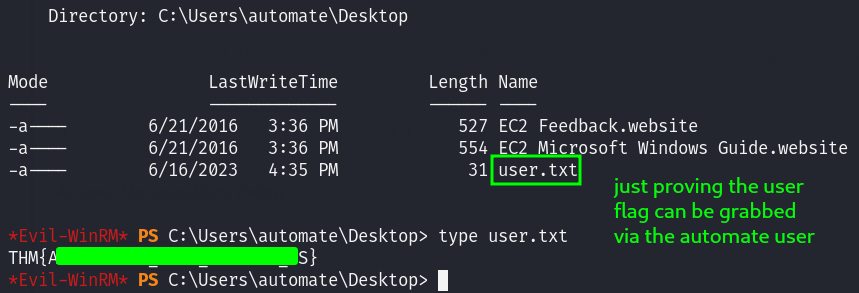 Directory: C:\Users\automate\Desktop
Mode LastWriteTime Length Name
---- ------------- ------ ----
-a---- 6/21/2016 3:36 PM 527 EC2 Feedback.website
-a---- 6/21/2016 3:36 PM 554 EC2 Microsoft Windows Guide.website
-a---- 6/16/2023 4:35 PM 31 user.txt
just proving the user
flag can be grabbed
via the automate user
*Evil-WinRM* PS C:\Users\automate\Desktop> type user.txt
THM{A _ _ _S}
*Evil-WinRM* PS C:\Users\automate\Desktop>